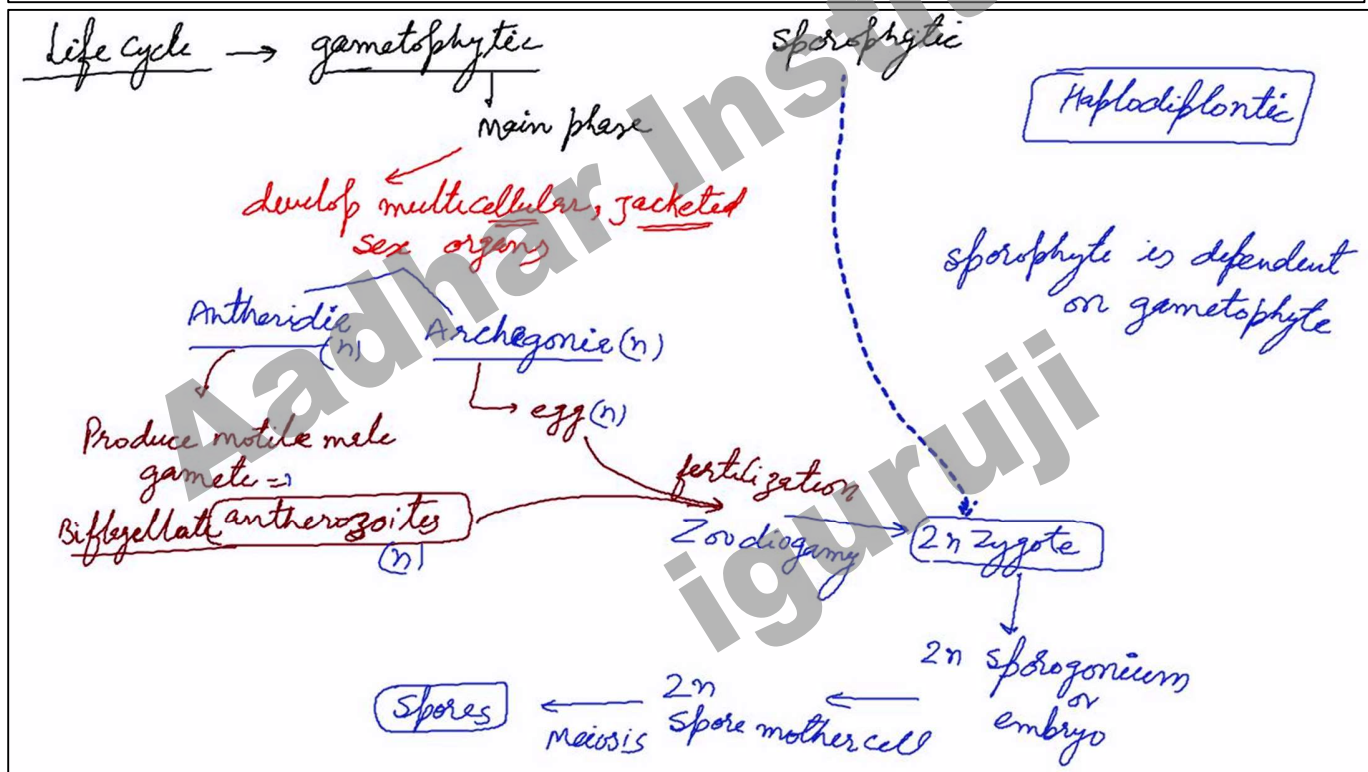 Life cycle → gametophytic sporophytic
Haplodiplontic
Main phase
develop multicellular, jacketed
sex organs
sporophyte is dependent
on gametophyte
Antheridia (n)
Archegonia (n)
egg (n)
Produce motile male
gamete =>
Biflagellate antherozoites
(n)
fertilization
Zoodiogamy
2n zygote
2n sporogonium
or
embryo
2n
spore mother cell
Meiosis
Spores
Aadhar Insti
iguruji